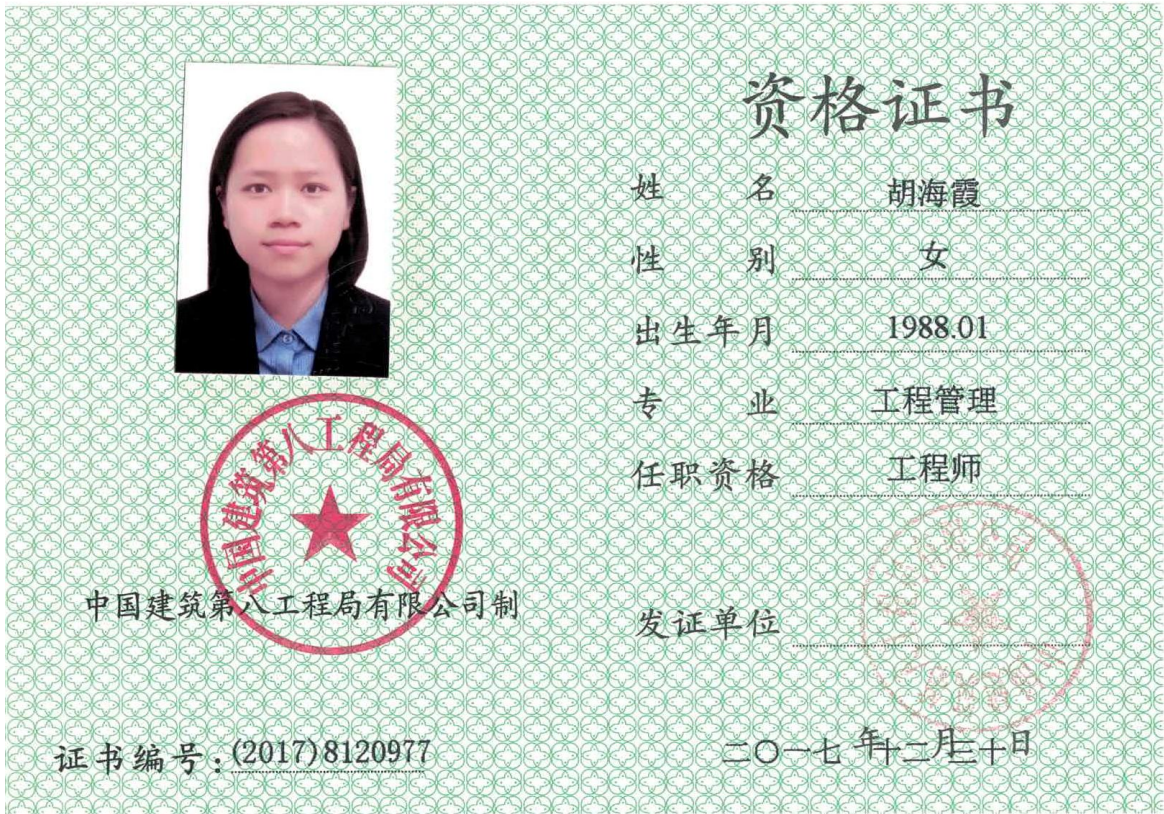 中国建筑第八工程局有限公司
中国建筑第八工程局有限公司制
证书编号:(2017)8120977
资格证书
姓 名 胡海霞
性 别 女
出生年月 1988.01
专 业 工程管理
任职资格 工程师
发证单位
二〇一七 年十二月三十日